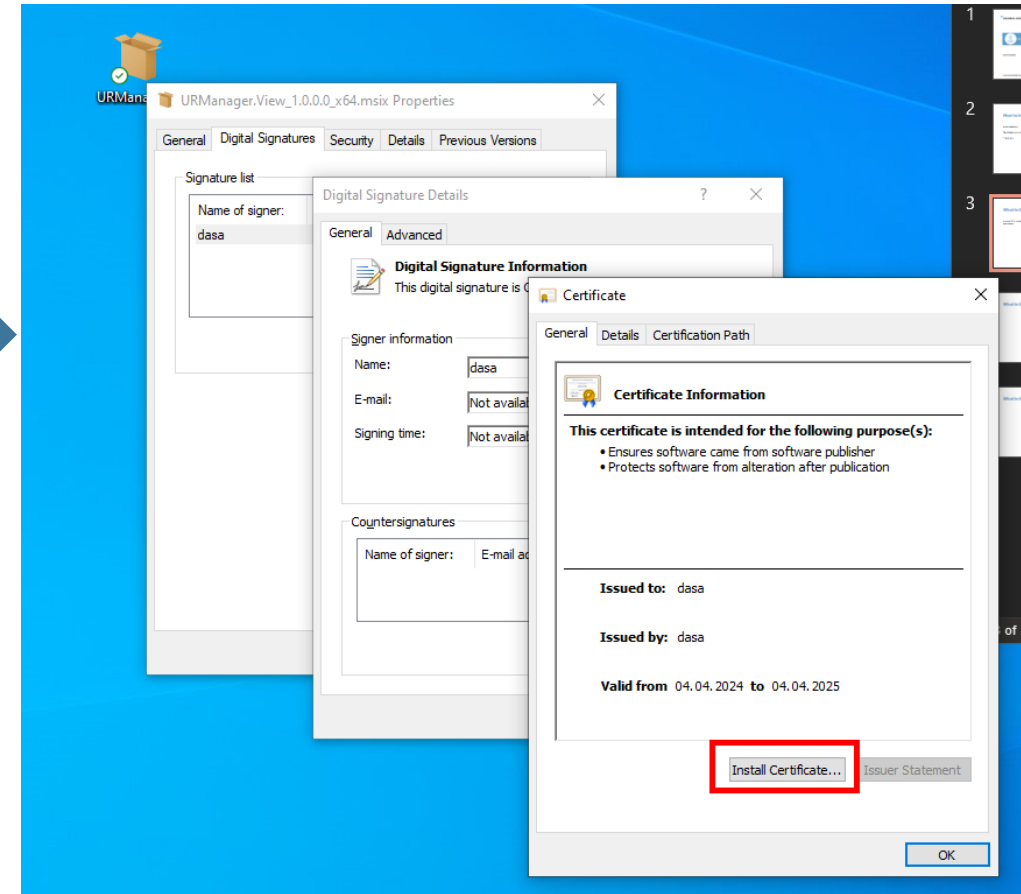 URMana
URManager.View_1.0.0.0_x64.msix Properties
General Digital Signatures Security Details Previous Versions
Signature list
Name of signer:
dasa
Digital Signature Details ?
General Advanced
Digital Signature Information
This digital signature is
Signer information
Name: dasa
E-mail: Not availab
Signing time: Not availab
Countersignatures
Name of signer: E-mail ad
Certificate
General Details Certification Path
Certificate Information
This certificate is intended for the following purpose(s):
• Ensures software came from software publisher
• Protects software from alteration after publication
Issued to: dasa
Issued by: dasa
Valid from 04.04.2024 to 04.04.2025
Install Certificate... Issuer Statement
OK
1
2
3
of